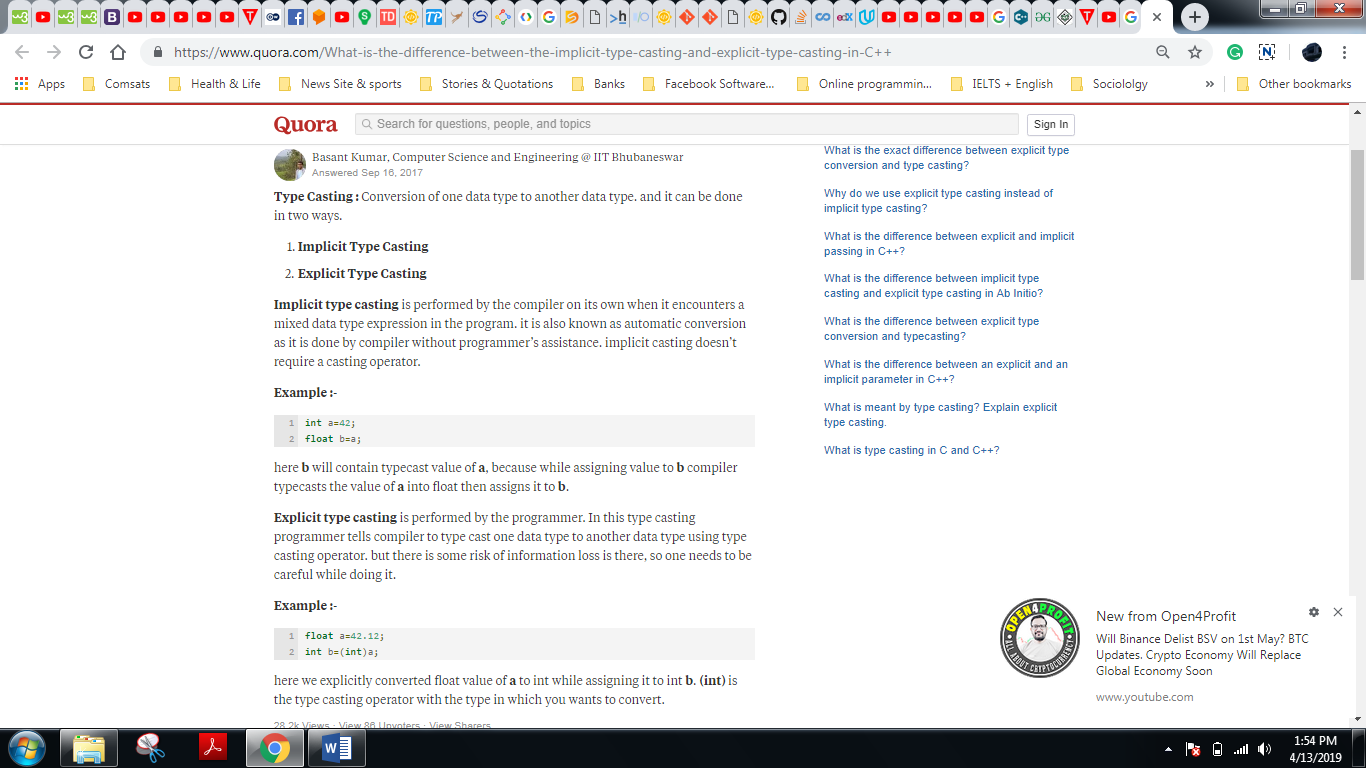 https://www.quora.com/What-is-the-difference-between-the-implicit-type-casting-and-explicit-type-casting-in-C++
Apps
Comsats
Health & Life
News Site & sports
Stories & Quotations
Banks
Facebook Software...
Online programmin...
IELTS + English
Sociololgy
»
Other bookmarks
Quora
Search for questions, people, and topics
Sign In
Basant Kumar, Computer Science and Engineering @ IIT Bhubaneswar
Answered Sep 16, 2017
Type Casting : Conversion of one data type to another data type. and it can be done
in two ways.
1. Implicit Type Casting
2. Explicit Type Casting
Implicit type casting is performed by the compiler on its own when it encounters a
mixed data type expression in the program. it is also known as automatic conversion
as it is done by compiler without programmer's assistance. implicit casting doesn't
require a casting operator.
Example :-
1 int a=42;
2 float b=a;
here b will contain typecast value of a, because while assigning value to b compiler
typecasts the value of a into float then assigns it to b.
Explicit type casting is performed by the programmer. In this type casting
programmer tells compiler to type cast one data type to another data type using type
casting operator. but there is some risk of information loss is there, so one needs to be
careful while doing it.
Example :-
1 float a=42.12;
2 int b=(int)a;
here we explicitly converted float value of a to int while assigning it to int b. (int) is
the type casting operator with the type in which you wants to convert.
28.2k Views · View 86 Upvoters · View Sharers
What is the exact difference between explicit type
conversion and type casting?
Why do we use explicit type casting instead of
implicit type casting?
What is the difference between explicit and implicit
passing in C++?
What is the difference between implicit type
casting and explicit type casting in Ab Initio?
What is the difference between explicit type
conversion and typecasting?
What is the difference between an explicit and an
implicit parameter in C++?
What is meant by type casting? Explain explicit
type casting.
What is type casting in C and C++?
OPEN4PROFIT
ALL ABOUT CRYPTOCURRENCY
New from Open4Profit
Will Binance Delist BSV on 1st May? BTC
Updates. Crypto Economy Will Replace
Global Economy Soon
www.youtube.com
1:54 PM
4/13/2019